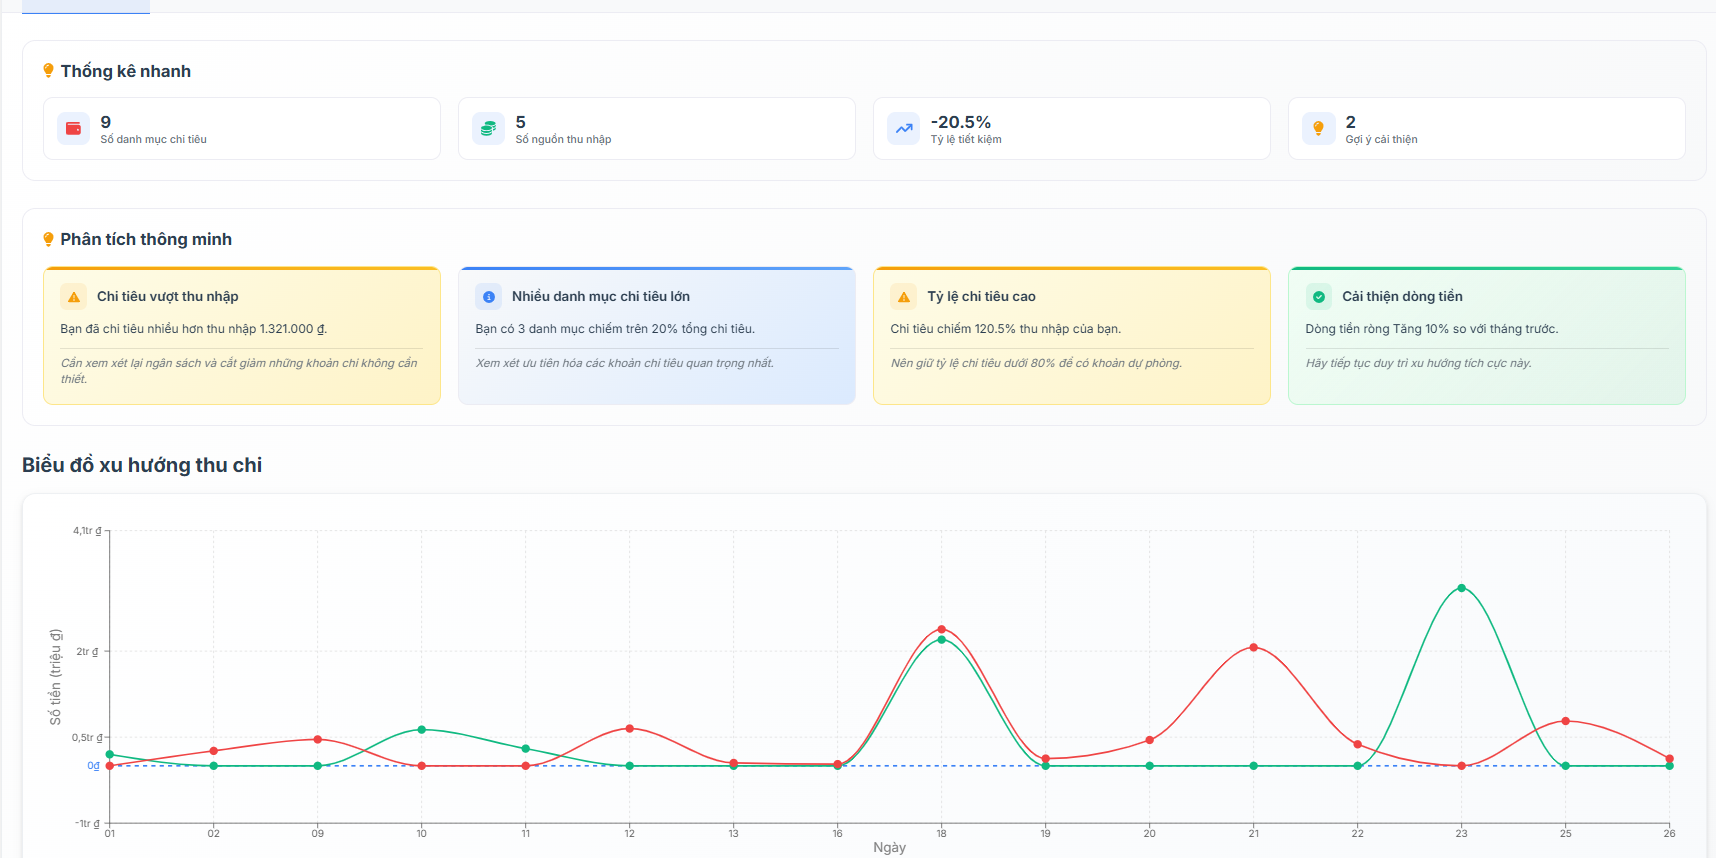 Thống kê nhanh
9
Số danh mục chi tiêu
5
Số nguồn thu nhập
-20.5%
Tỷ lệ tiết kiệm
2
Gợi ý cải thiện
Phân tích thông minh
Chi tiêu vượt thu nhập
Bạn đã chi tiêu nhiều hơn thu nhập 1.321.000 ₫.
Cần xem xét lại ngân sách và cắt giảm những khoản chi không cần
thiết.
Nhiều danh mục chi tiêu lớn
Bạn có 3 danh mục chiếm trên 20% tổng chi tiêu.
Xem xét ưu tiên hóa các khoản chi tiêu quan trọng nhất.
Tỷ lệ chi tiêu cao
Chi tiêu chiếm 120.5% thu nhập của bạn.
Nên giữ tỷ lệ chi tiêu dưới 80% để có khoản dự phòng.
Cải thiện dòng tiền
Dòng tiền ròng Tăng 10% so với tháng trước.
Hãy tiếp tục duy trì xu hướng tích cực này.
Biểu đồ xu hướng thu chi
Số tiền (triệu ₫)
4,1tr ₫
2tr ₫
0,5tr ₫
0₫
-1tr ₫
01 02 09 10 11 12 13 16 18 19 20 21 22 23 25 26
Ngày